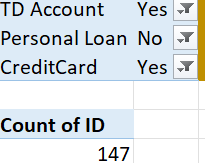 TD Account Yes
Personal Loan No
CreditCard Yes
Count of ID
147